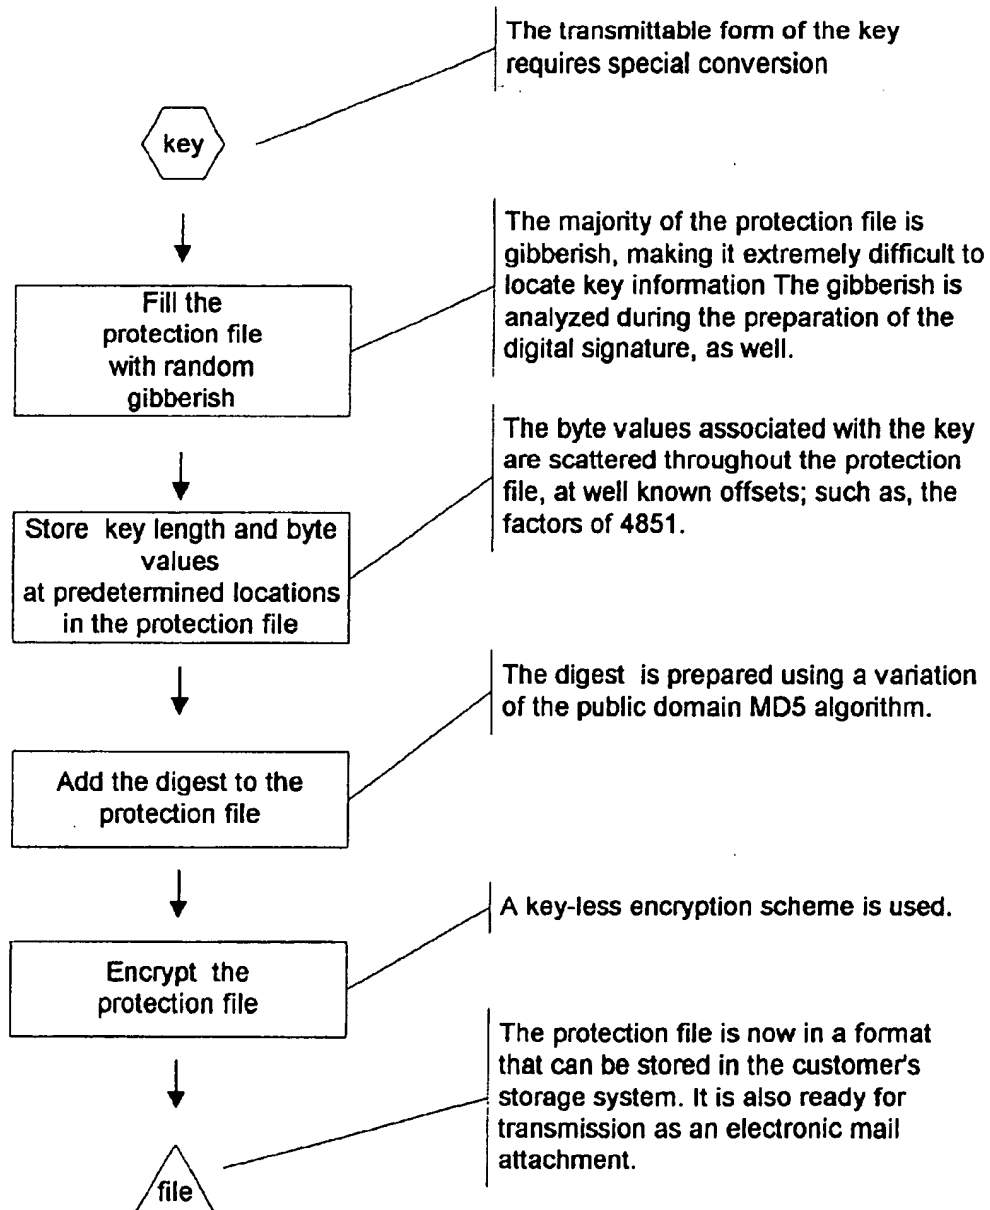 The transmittable form of the key
requires special conversion
key
The majority of the protection file is
gibberish, making it extremely difficult to
locate key information The gibberish is
analyzed during the preparation of the
digital signature, as well.
Fill the
protection file
with random
gibberish
The byte values associated with the key
are scattered throughout the protection
file, at well known offsets; such as, the
factors of 4851.
Store key length and byte
values
at predetermined locations
in the protection file
The digest is prepared using a variation
of the public domain MD5 algorithm.
Add the digest to the
protection file
A key-less encryption scheme is used.
Encrypt the
protection file
The protection file is now in a format
that can be stored in the customer's
storage system. It is also ready for
transmission as an electronic mail
attachment.
file